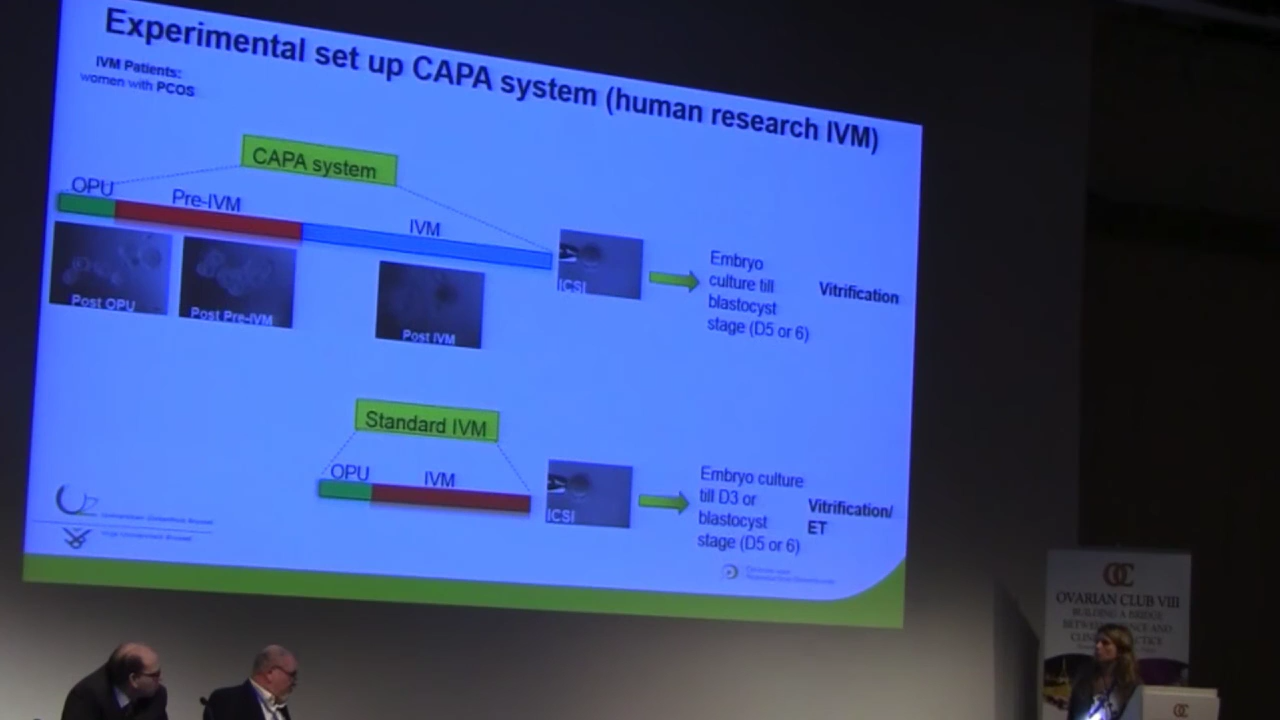 Experimental set up CAPA system (human research IVM)
IVM Patients:
women with PCOS
CAPA system
OPU
Pre-IVM
IVM
Post OPU
Post Pre-IVM
Post IVM
ICSI
Embryo
culture till
blastocyst
stage (D5 or 6)
Vitrification
Standard IVM
OPU
IVM
ICSI
Embryo culture
till D3 or
blastocyst
stage (D5 or 6)
Vitrification/
ET
OVARIAN CLUB VIII
BUILDING A BRIDGE